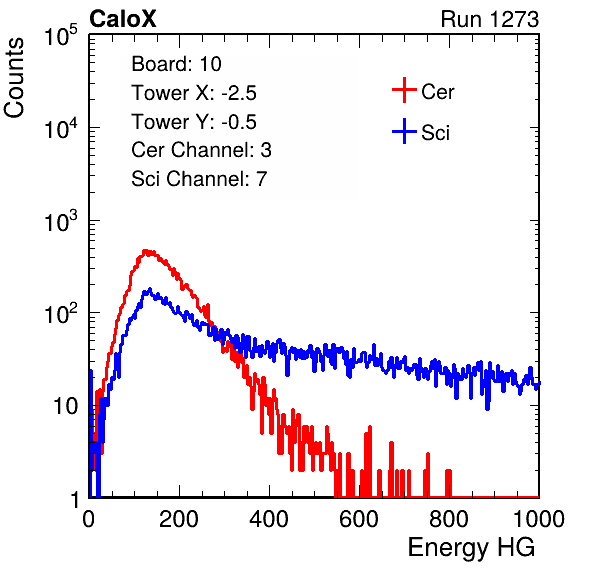 CaloX Run 1273
Counts
10^5
10^4
10^3
10^2
10
1
Board: 10
Tower X: -2.5
Tower Y: -0.5
Cer Channel: 3
Sci Channel: 7
Cer
Sci
0 200 400 600 800 1000
Energy HG